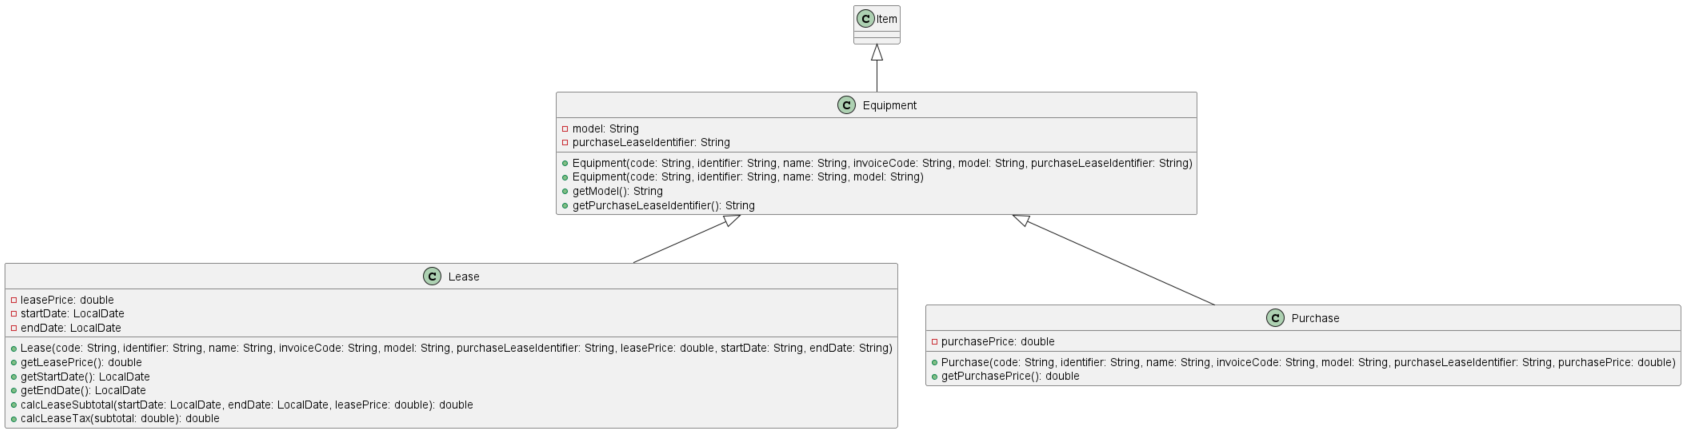 C Item
C Equipment
model: String
purchaseLeaseIdentifier: String
Equipment(code: String, identifier: String, name: String, invoiceCode: String, model: String, purchaseLeaseIdentifier: String)
Equipment(code: String, identifier: String, name: String, model: String)
getModel(): String
getPurchaseLeaseIdentifier(): String
C Lease
leasePrice: double
startDate: LocalDate
endDate: LocalDate
Lease(code: String, identifier: String, name: String, invoiceCode: String, model: String, purchaseLeaseIdentifier: String, leasePrice: double, startDate: String, endDate: String)
getLeasePrice(): double
getStartDate(): LocalDate
getEndDate(): LocalDate
calcLeaseSubtotal(startDate: LocalDate, endDate: LocalDate, leasePrice: double): double
calcLeaseTax(subtotal: double): double
C Purchase
purchasePrice: double
Purchase(code: String, identifier: String, name: String, invoiceCode: String, model: String, purchaseLeaseIdentifier: String, purchasePrice: double)
getPurchasePrice(): double